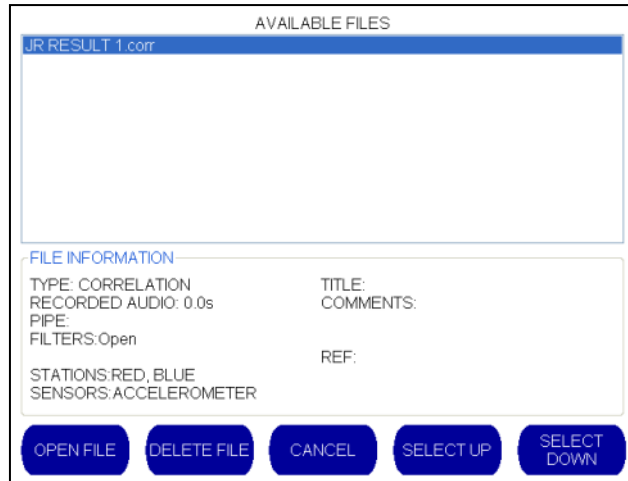 AVAILABLE FILES
JR RESULT 1.corr
FILE INFORMATION
TYPE: CORRELATION
RECORDED AUDIO: 0.0s
PIPE:
FILTERS:Open
STATIONS:RED, BLUE
SENSORS:ACCELEROMETER
TITLE:
COMMENTS:
REF:
OPEN FILE
DELETE FILE
CANCEL
SELECT UP
SELECT
DOWN